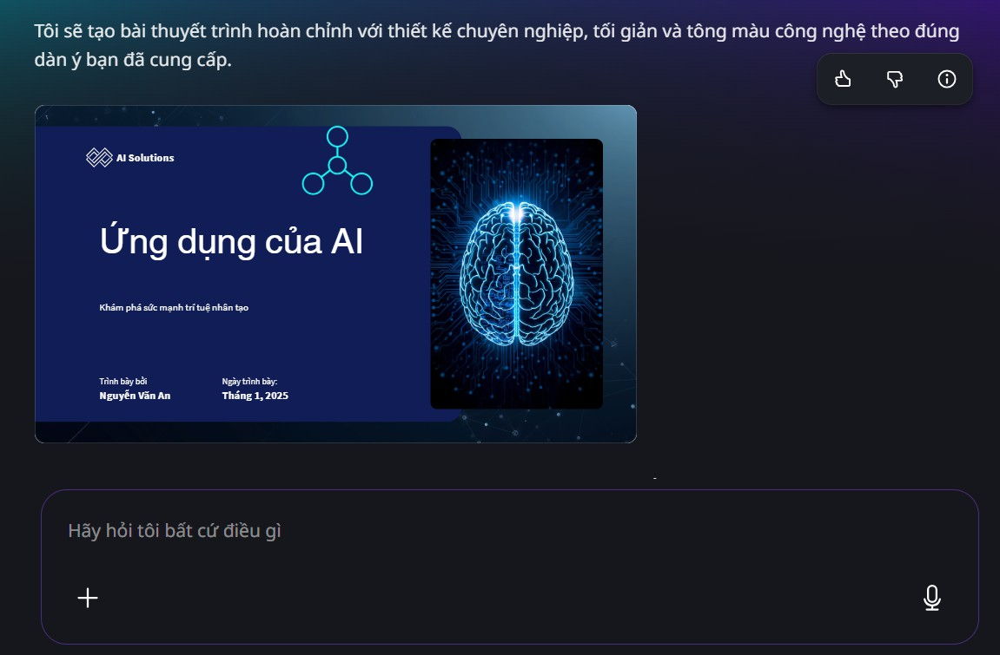 Tôi sẽ tạo bài thuyết trình hoàn chỉnh với thiết kế chuyên nghiệp, tối giản và tông màu công nghệ theo đúng
dàn ý bạn đã cung cấp.
AI Solutions
Ứng dụng của AI
Khám phá sức mạnh trí tuệ nhân tạo
Trình bày bởi
Nguyễn Văn An
Ngày trình bày:
Tháng 1, 2025
Hãy hỏi tôi bất cứ điều gì